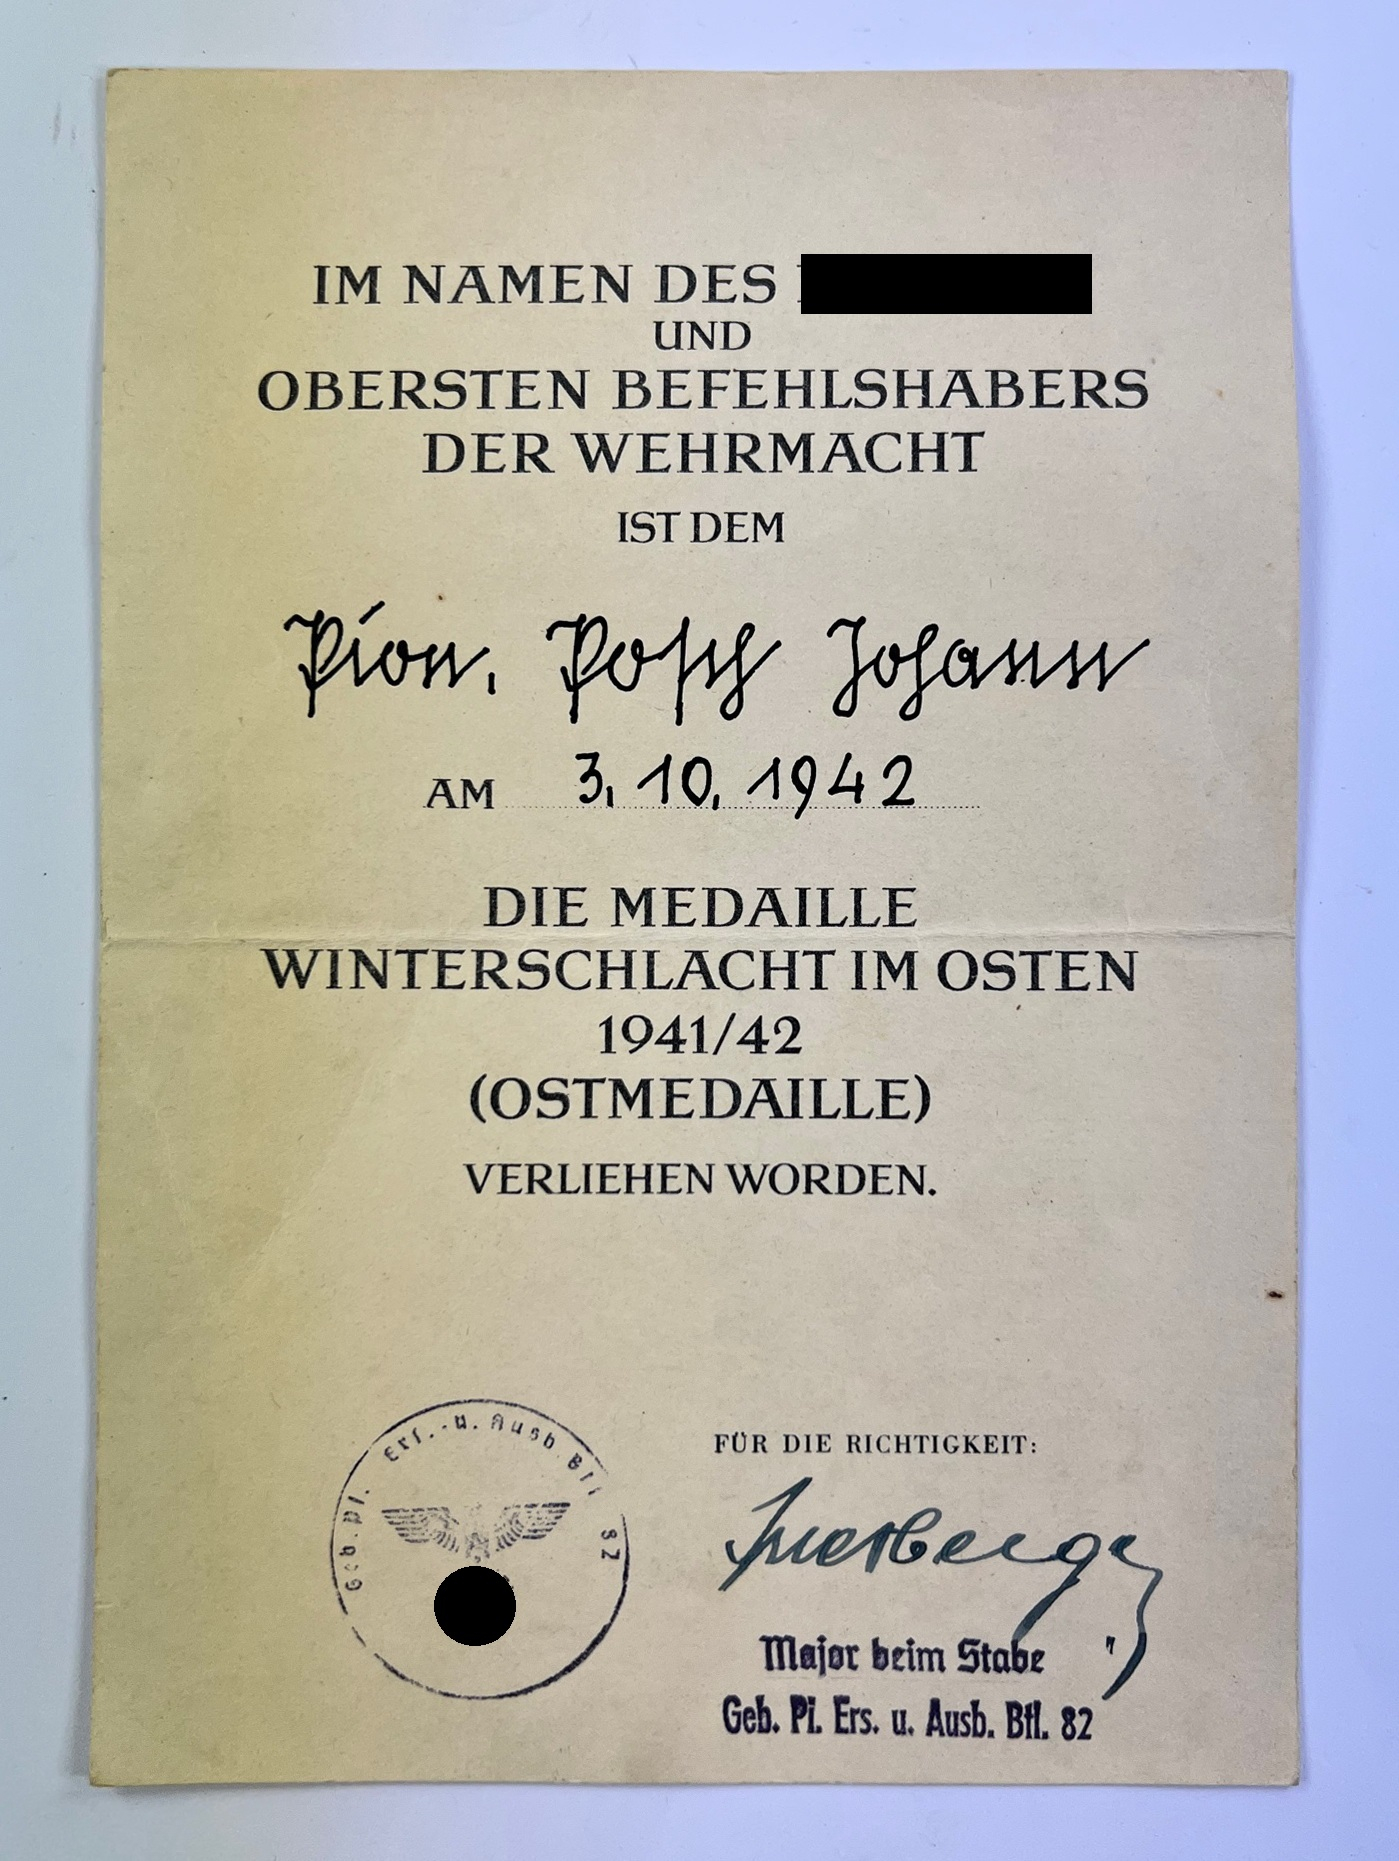 IM NAMEN DES
UND
OBERSTEN BEFEHLSHABERS
DER WEHRMACHT
IST DEM
Pion. Posch Johann
AM 3. 10. 1942
DIE MEDAILLE
WINTERSCHLACHT IM OSTEN
1941/42
(OSTMEDAILLE)
VERLIEHEN WORDEN.
Geb. Pi. Ers. u. Ausb. Btl. 82
FÜR DIE RICHTIGKEIT:
Major beim Stabe
Geb. Pi. Ers. u. Ausb. Btl. 82